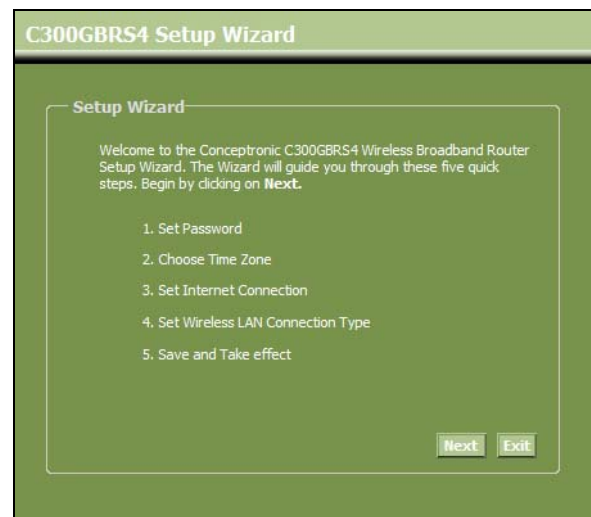 C300GBRS4 Setup Wizard
Setup Wizard
Welcome to the Conceptronic C300GBRS4 Wireless Broadband Router
Setup Wizard. The Wizard will guide you through these five quick
steps. Begin by clicking on Next.
1. Set Password
2. Choose Time Zone
3. Set Internet Connection
4. Set Wireless LAN Connection Type
5. Save and Take effect
Next Exit